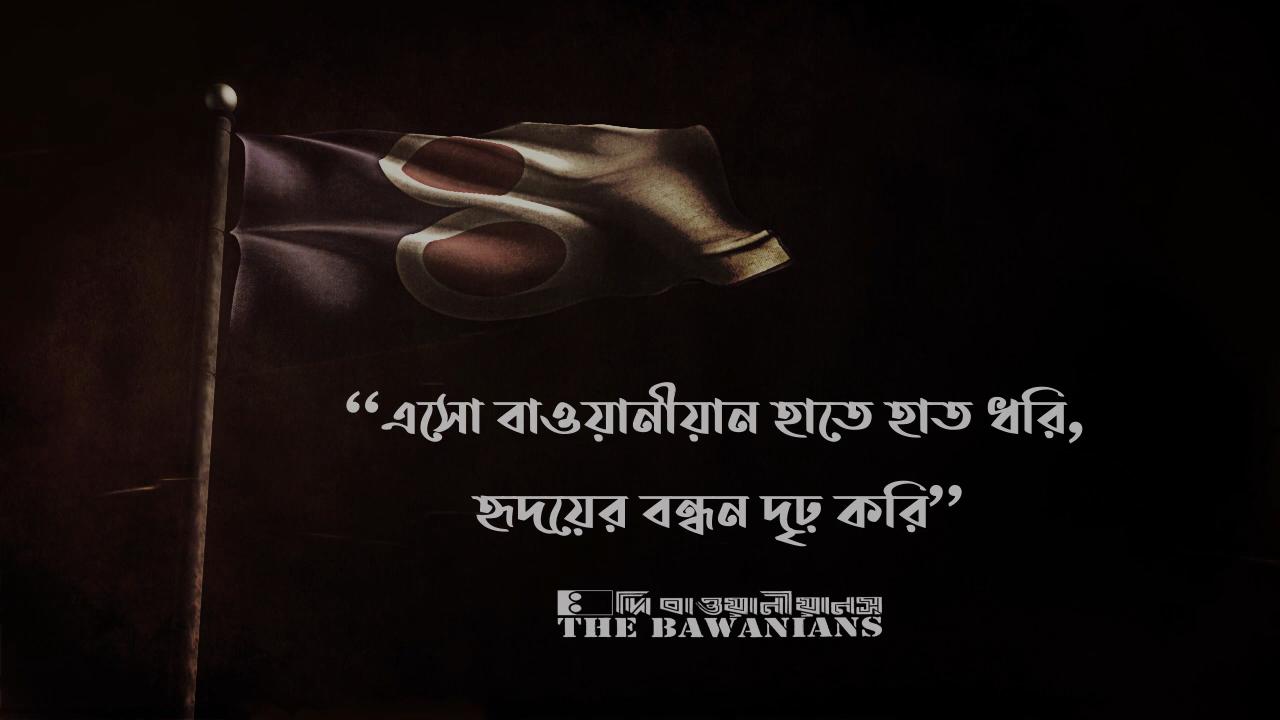 “এসো বাওয়ানীয়ান হাতে হাত ধরি,
হৃদয়ের বন্ধন দৃঢ় করি”
দি বাওয়ানীয়ানস
THE BAWANIANS